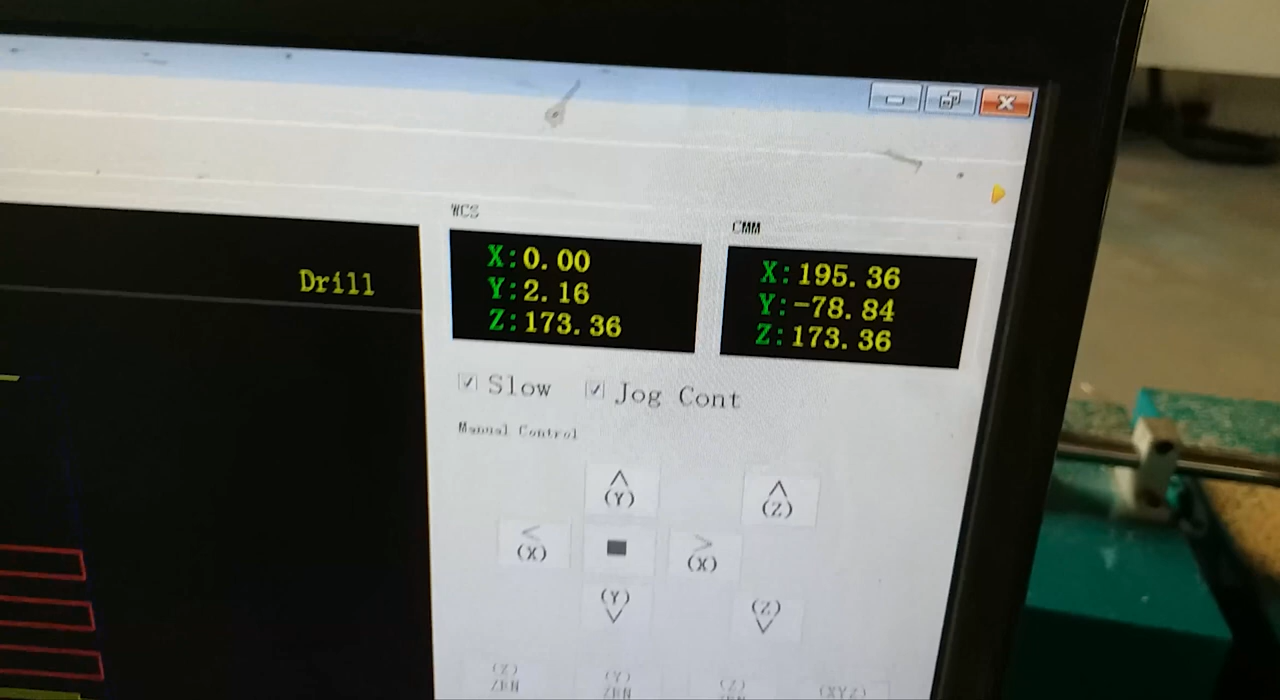 Drill
WCS
X:0.00
Y:2.16
Z:173.36
CMM
X:195.36
Y:-78.84
Z:173.36
Slow
Jog Cont
Manual Control
(Y)
(Z)
(X)
(X)
(Y)
(Z)
(Z)
(Y)
(Z)
(XYZ)